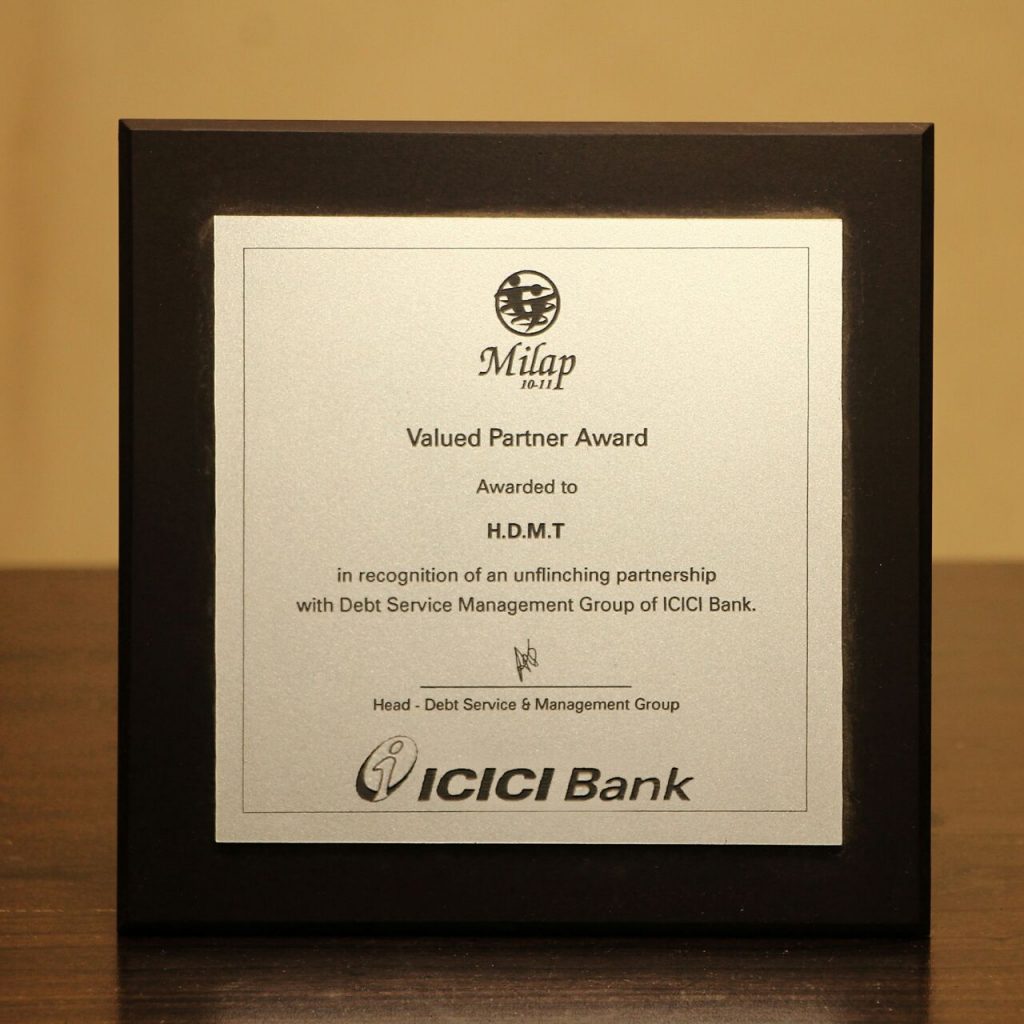 Milap
10-11
Valued Partner Award
Awarded to
H.D.M.T
in recognition of an unflinching partnership
with Debt Service Management Group of ICICI Bank.
Head - Debt Service & Management Group
ICICI Bank